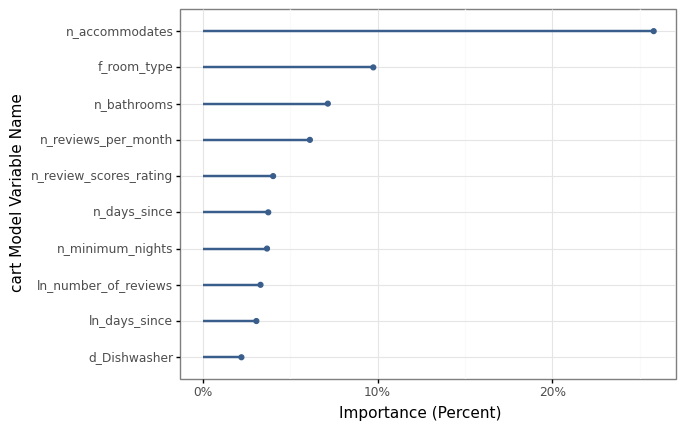 n_accommodates
f_room_type
n_bathrooms
n_reviews_per_month
n_review_scores_rating
n_days_since
n_minimum_nights
ln_number_of_reviews
ln_days_since
d_Dishwasher
cart Model Variable Name
0% 10% 20%
Importance (Percent)